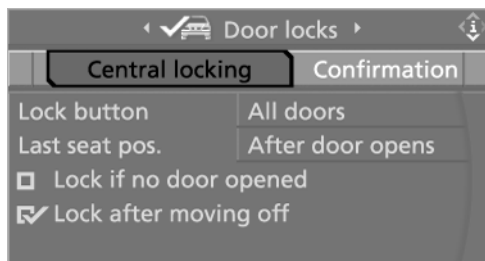 Door locks
Central locking Confirmation
Lock button All doors
Last seat pos. After door opens
Lock if no door opened
Lock after moving off